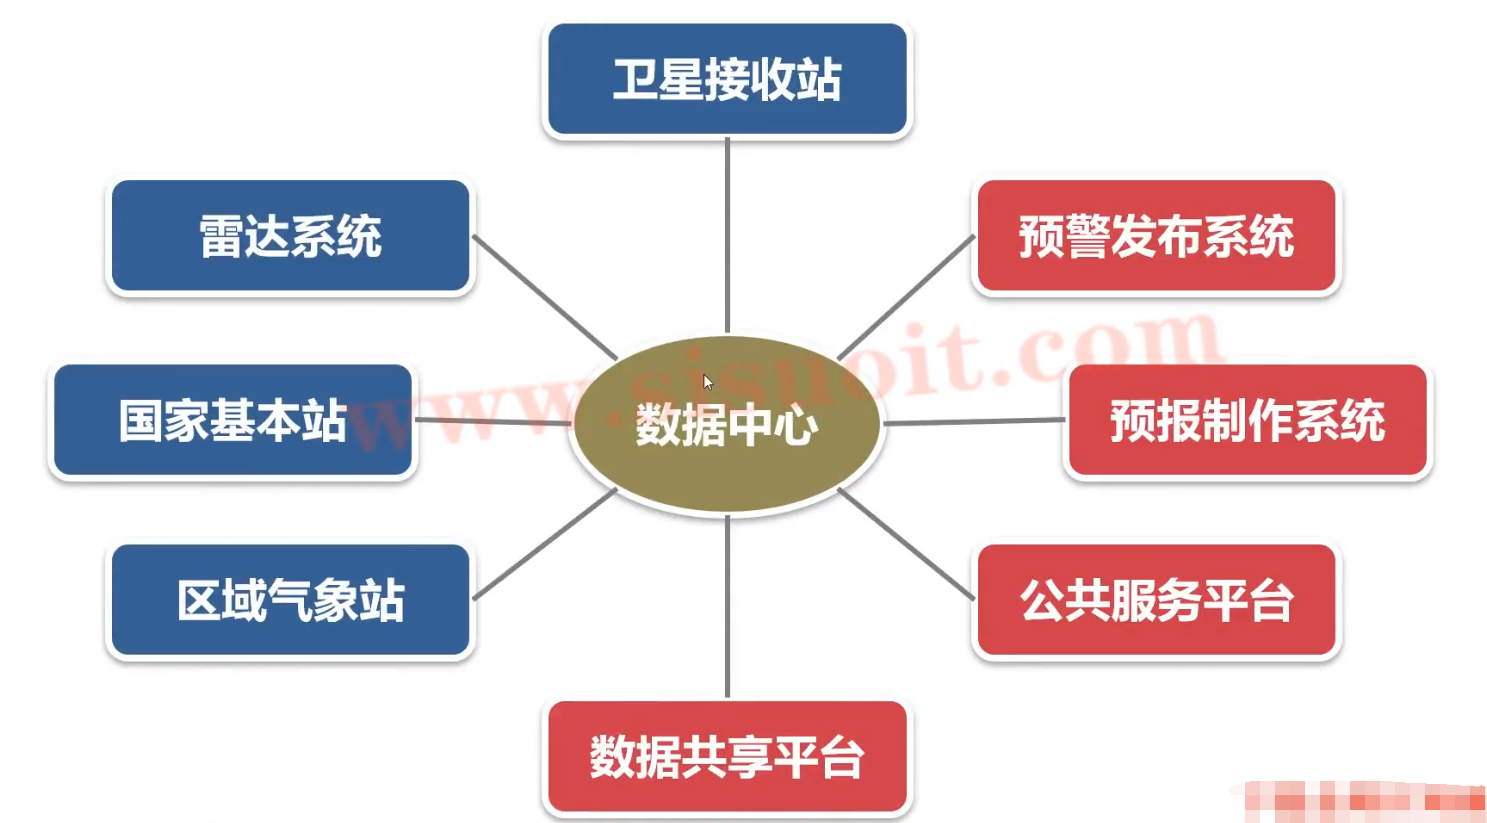 卫星接收站
雷达系统
预警发布系统
国家基本站
www.sisuoit.com
数据中心
预报制作系统
区域气象站
公共服务平台
数据共享平台